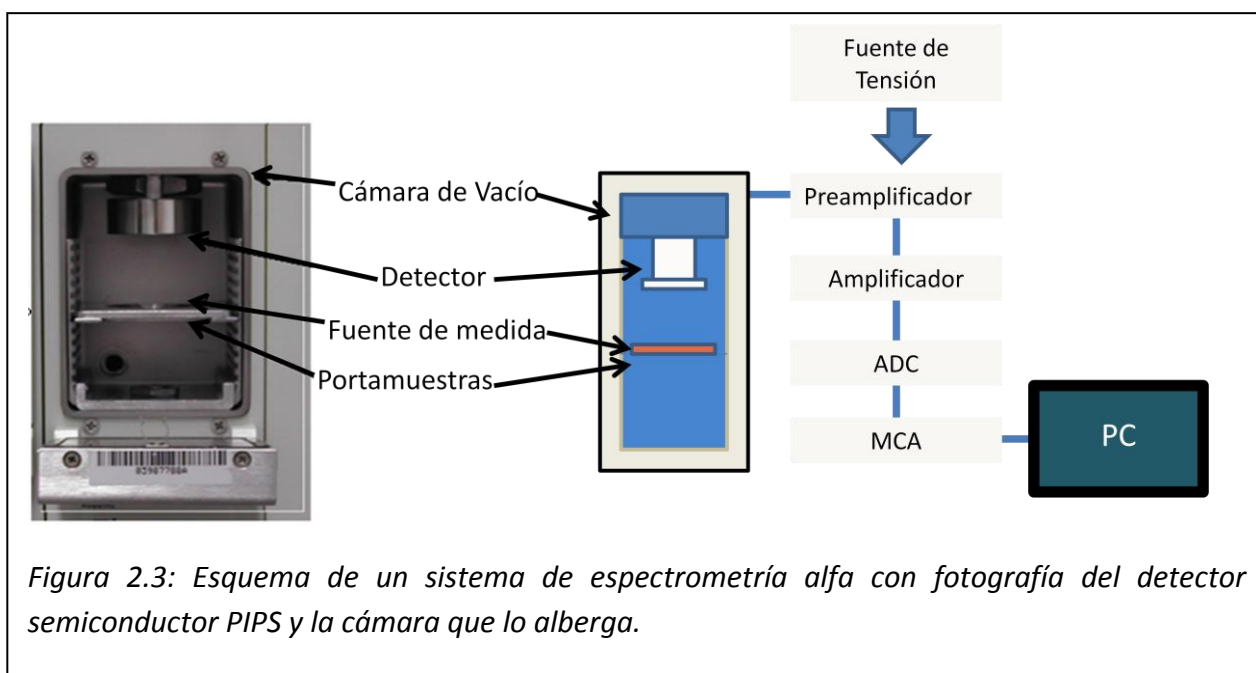 Fuente de
Tensión
Cámara de Vacío
Preamplificador
Detector
Amplificador
Fuente de medida
Portamuestras
ADC
MCA
PC
Figura 2.3: Esquema de un sistema de espectrometría alfa con fotografía del detector
semiconductor PIPS y la cámara que lo alberga.